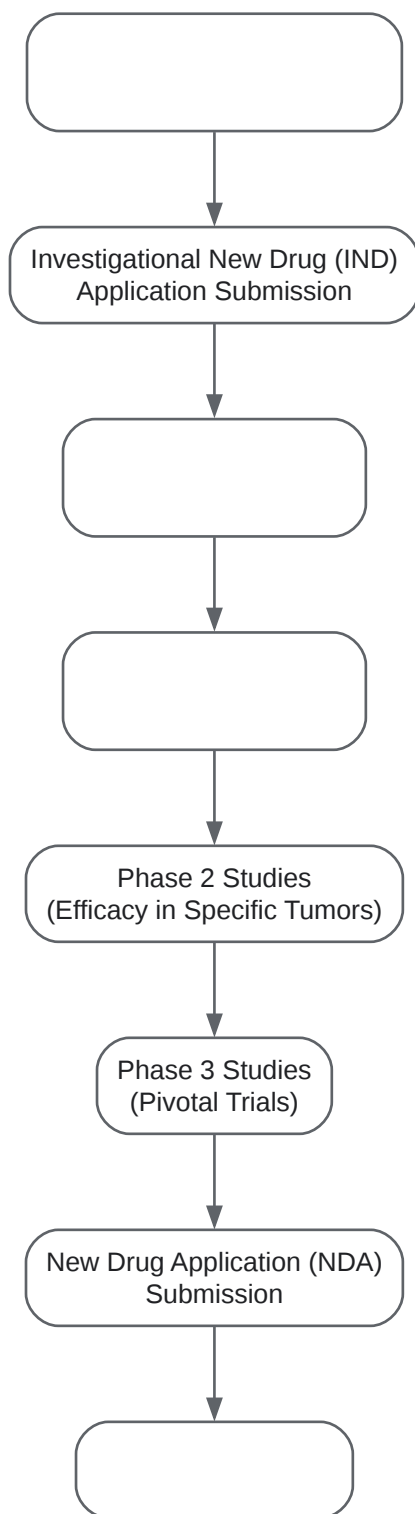 Investigational New Drug (IND)
Application Submission
Phase 2 Studies
(Efficacy in Specific Tumors)
Phase 3 Studies
(Pivotal Trials)
New Drug Application (NDA)
Submission